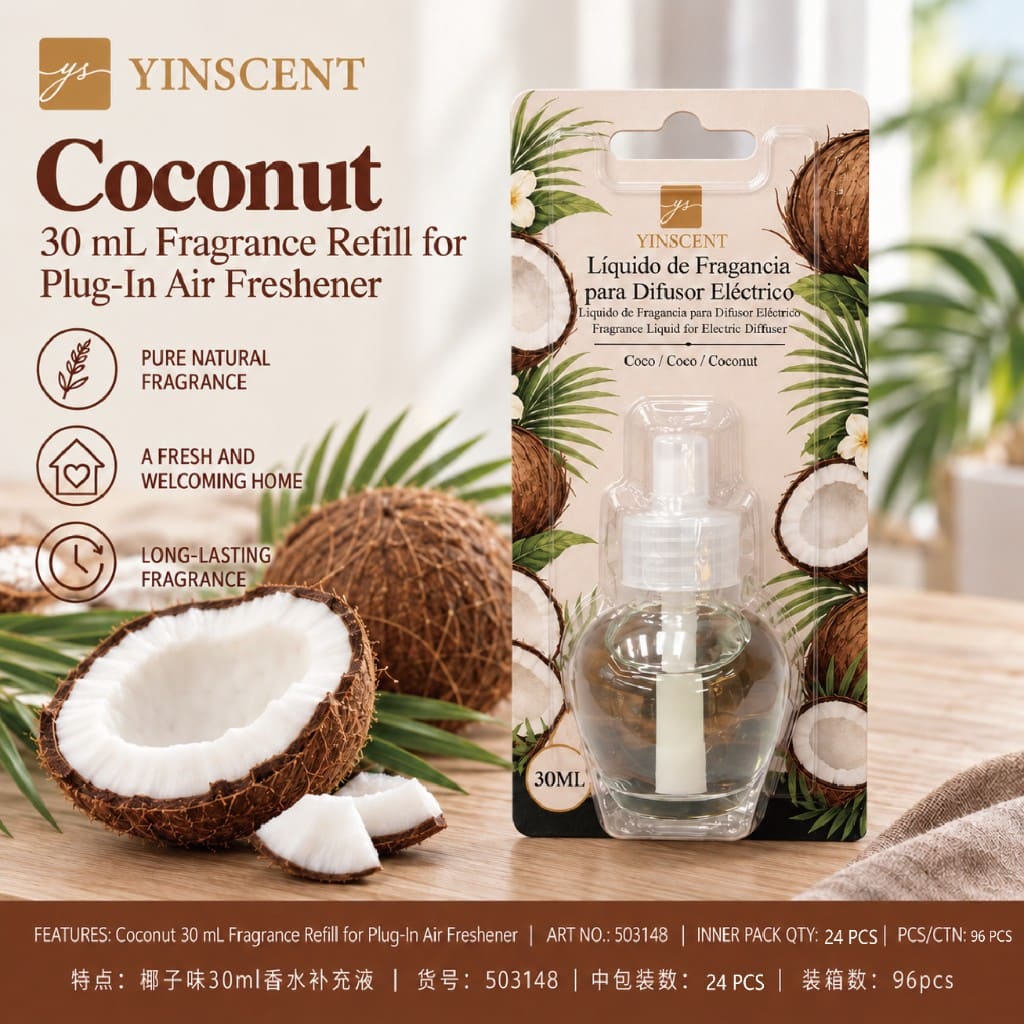 ys YINSCENT
Coconut
30 mL Fragrance Refill for
Plug-In Air Freshener
PURE NATURAL
FRAGRANCE
A FRESH AND
WELCOMING HOME
LONG-LASTING
FRAGRANCE
ys
YINSCENT
Líquido de Fragancia
para Difusor Eléctrico
Líquido de Fragancia para Difusor Eléctrico
Fragrance Liquid for Electric Diffuser
Coco / Coco / Coconut
30ML
FEATURES: Coconut 30 mL Fragrance Refill for Plug-In Air Freshener | ART NO.: 503148 | INNER PACK QTY: 24 PCS | PCS/CTN: 96 PCS
特点：椰子味30ml香水补充液 | 货号：503148 | 中包装数：24 PCS | 装箱数：96pcs